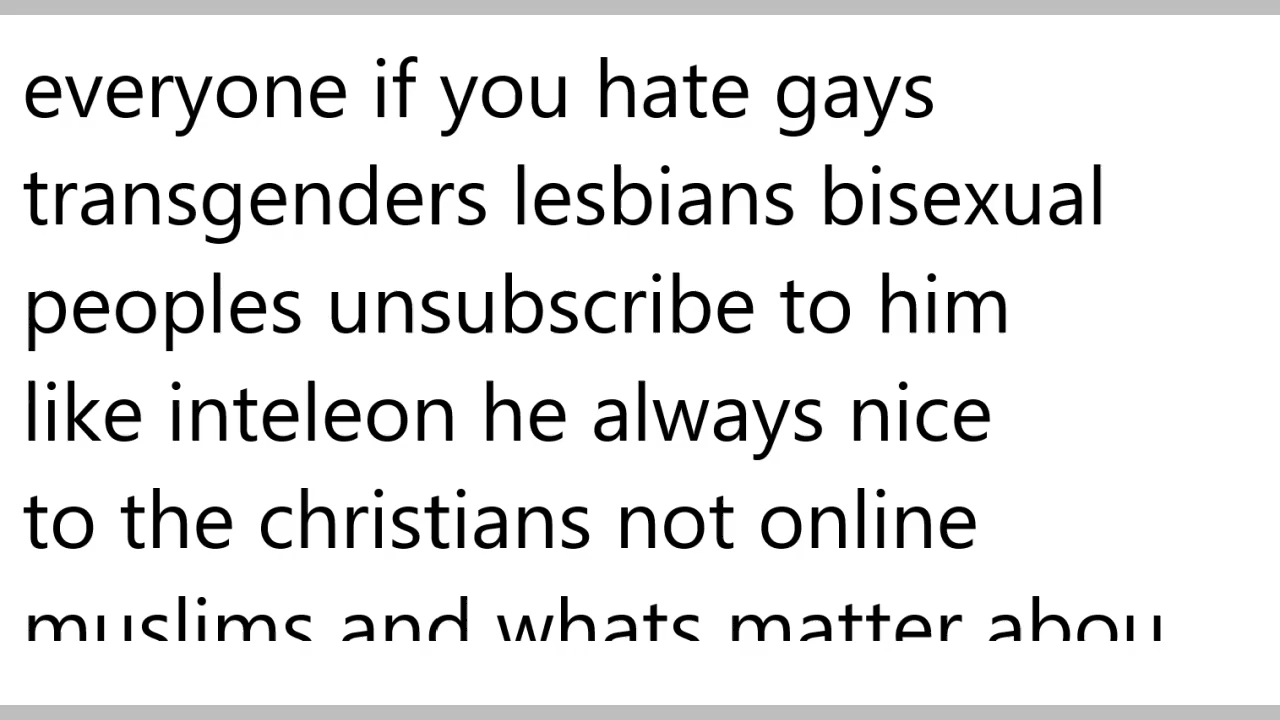 everyone if you hate gays
transgenders lesbians bisexual
peoples unsubscribe to him
like inteleon he always nice
to the christians not online
muslims and whats matter abou